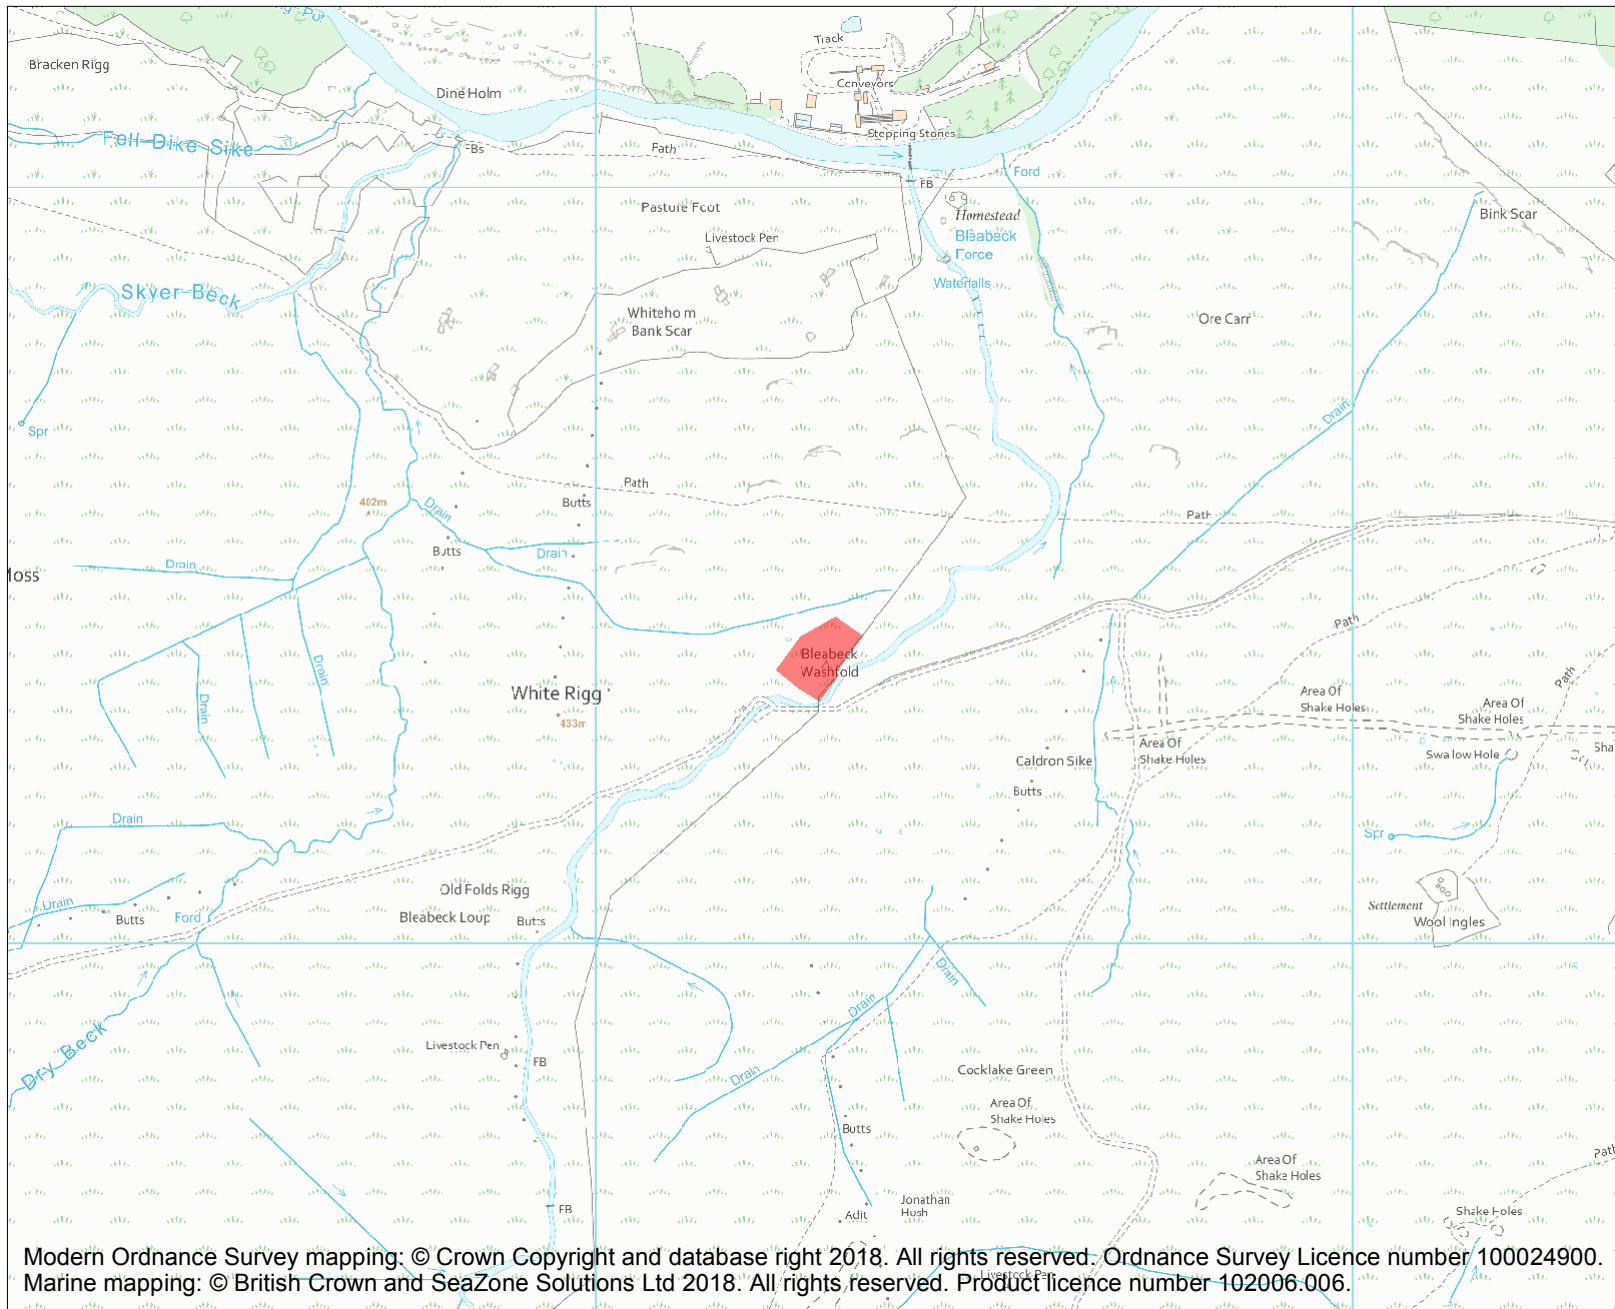 Track
Bracken Rigg
Conveyors
Dine Holm
Stepping Stones
Fell Dike Sike
FBs
Path
Ford
FB
Pasture Foot
Homestead
Bink Scar
Livestock Pen
Bleabeck
Force
Waterfalls
Skyer Beck
Whiteholm
Bank Scar
Ore Carr
Drain
Spr
Path
402m
Butts
Drain
Path
Butts
Drain
Drain
Moss
Path
Bleabeck
Washfold
Drain
Path
White Rigg
433m
Drain
Area Of
Shake Holes
Area Of
Shake Holes
Area Of
Shake Holes
Swallow Hole
Sha
Caldron Sike
Butts
Drain
Spr
Old Folds Rigg
Bleabeck Loup
Butts
Drain
Butts
Ford
Settlement
Wool Ingles
Drain
Drain
Dry Beck
Livestock Pen
FB
Drain
Cocklake Green
Area Of
Shake Holes
Butts
Path
Area Of
Shake Holes
Jonathan
Hush
Adit
FB
Shake Holes
Modern Ordnance Survey mapping: © Crown Copyright and database right 2018. All rights reserved. Ordnance Survey Licence number 100024900.
Livestock Pen
Marine mapping: © British Crown and SeaZone Solutions Ltd 2018. All rights reserved. Product licence number 102006.006.